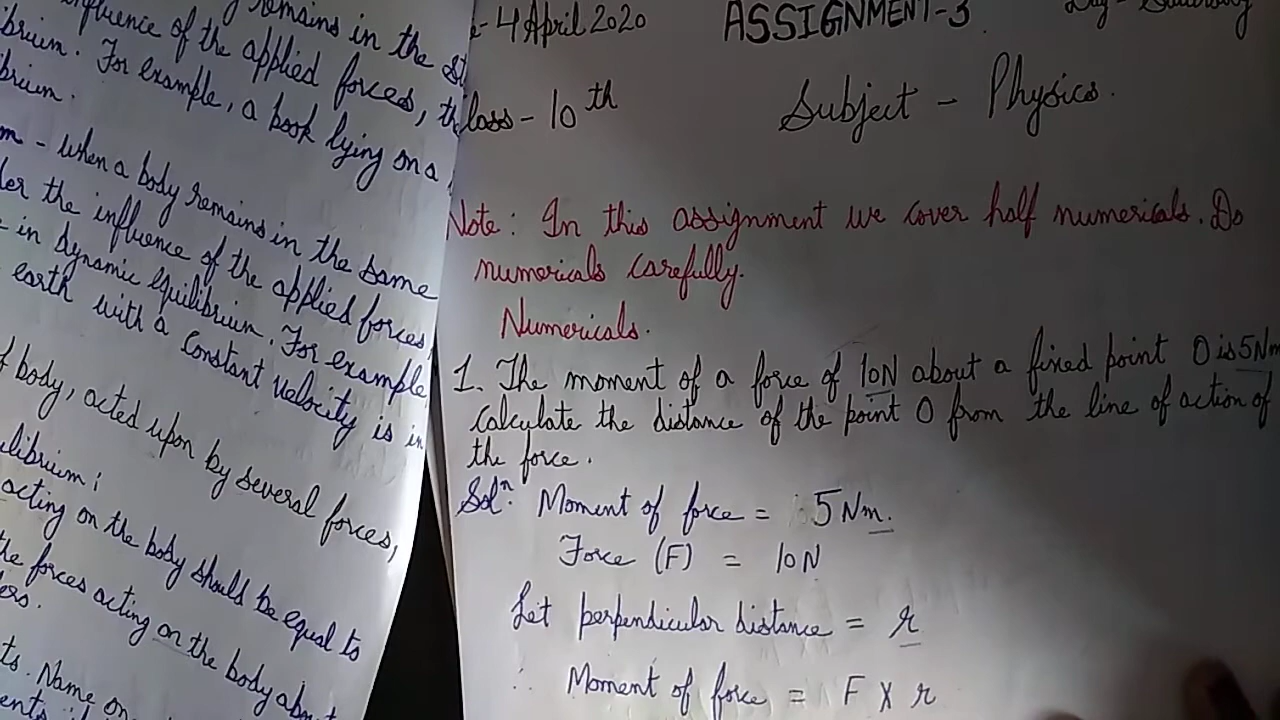 remains in the
influence of the applied forces, th
brium. For example, a book lying on a
brium.
m - When a body remains in the same
der the influence of the applied forces,
in dynamic equilibrium. For example
earth with a constant velocity is in
f body, acted upon by several forces,
librium:
acting on the body should be equal to
the forces acting on the body about
ero.
ts. Name on
ents
4 April 2020
ASSIGNMENT-3.
Day - Saturday
lass - 10th
Subject - Physics.
Note: In this assignment we cover half numericals. Do
numericals carefully.
Numericals.
1. The moment of a force of 10N about a fixed point O is 5Nm
Calculate the distance of the point O from the line of action of
the force.
Solⁿ: Moment of force = 5 Nm.
Force (F) = 10N
Let perpendicular distance = r
∴ Moment of force = F X r